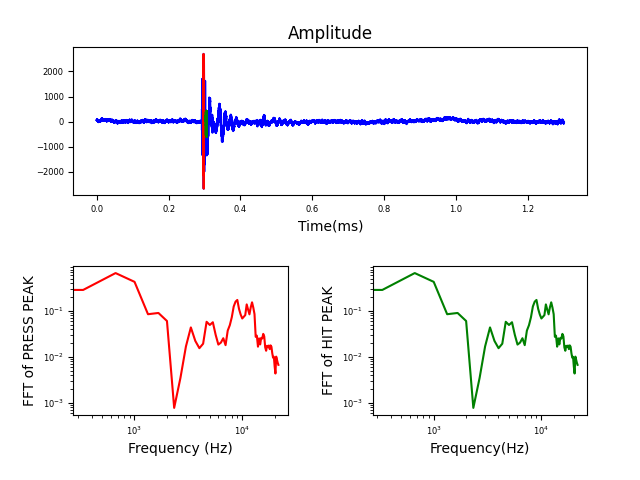 Amplitude
2000
1000
0
−1000
−2000
0.0 0.2 0.4 0.6 0.8 1.0 1.2
Time(ms)
FFT of PRESS PEAK
10⁻¹
10⁻²
10⁻³
10³ 10⁴
Frequency (Hz)
FFT of HIT PEAK
10⁻¹
10⁻²
10⁻³
10³ 10⁴
Frequency(Hz)